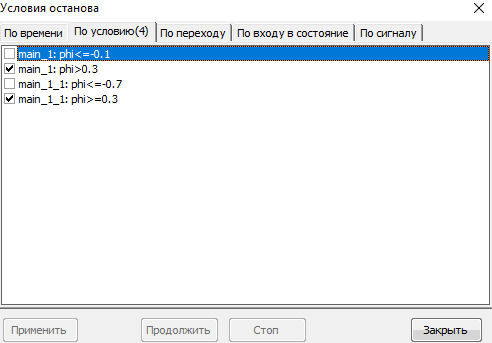 Условия останова
По времени По условию(4) По переходу По входу в состояние По сигналу
main_1: phi<=-0.1
main_1: phi>0.3
main_1_1: phi<=-0.7
main_1_1: phi>=0.3
Применить Продолжить Стоп Закрыть